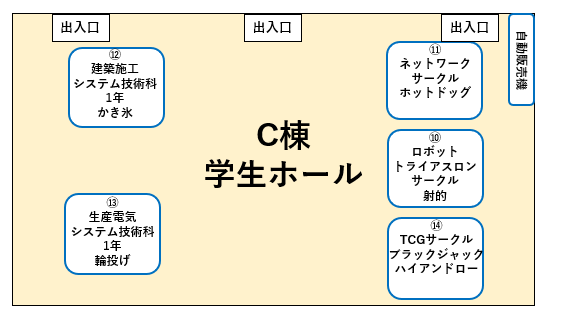 出入口
出入口
出入口
自動販売機
⑫
建築施工
システム技術科
1年
かき氷
⑪
ネットワーク
サークル
ホットドッグ
C棟
学生ホール
⑩
ロボット
トライアスロン
サークル
射的
⑬
生産電気
システム技術科
1年
輪投げ
⑭
TCGサークル
ブラックジャック
ハイアンドロー